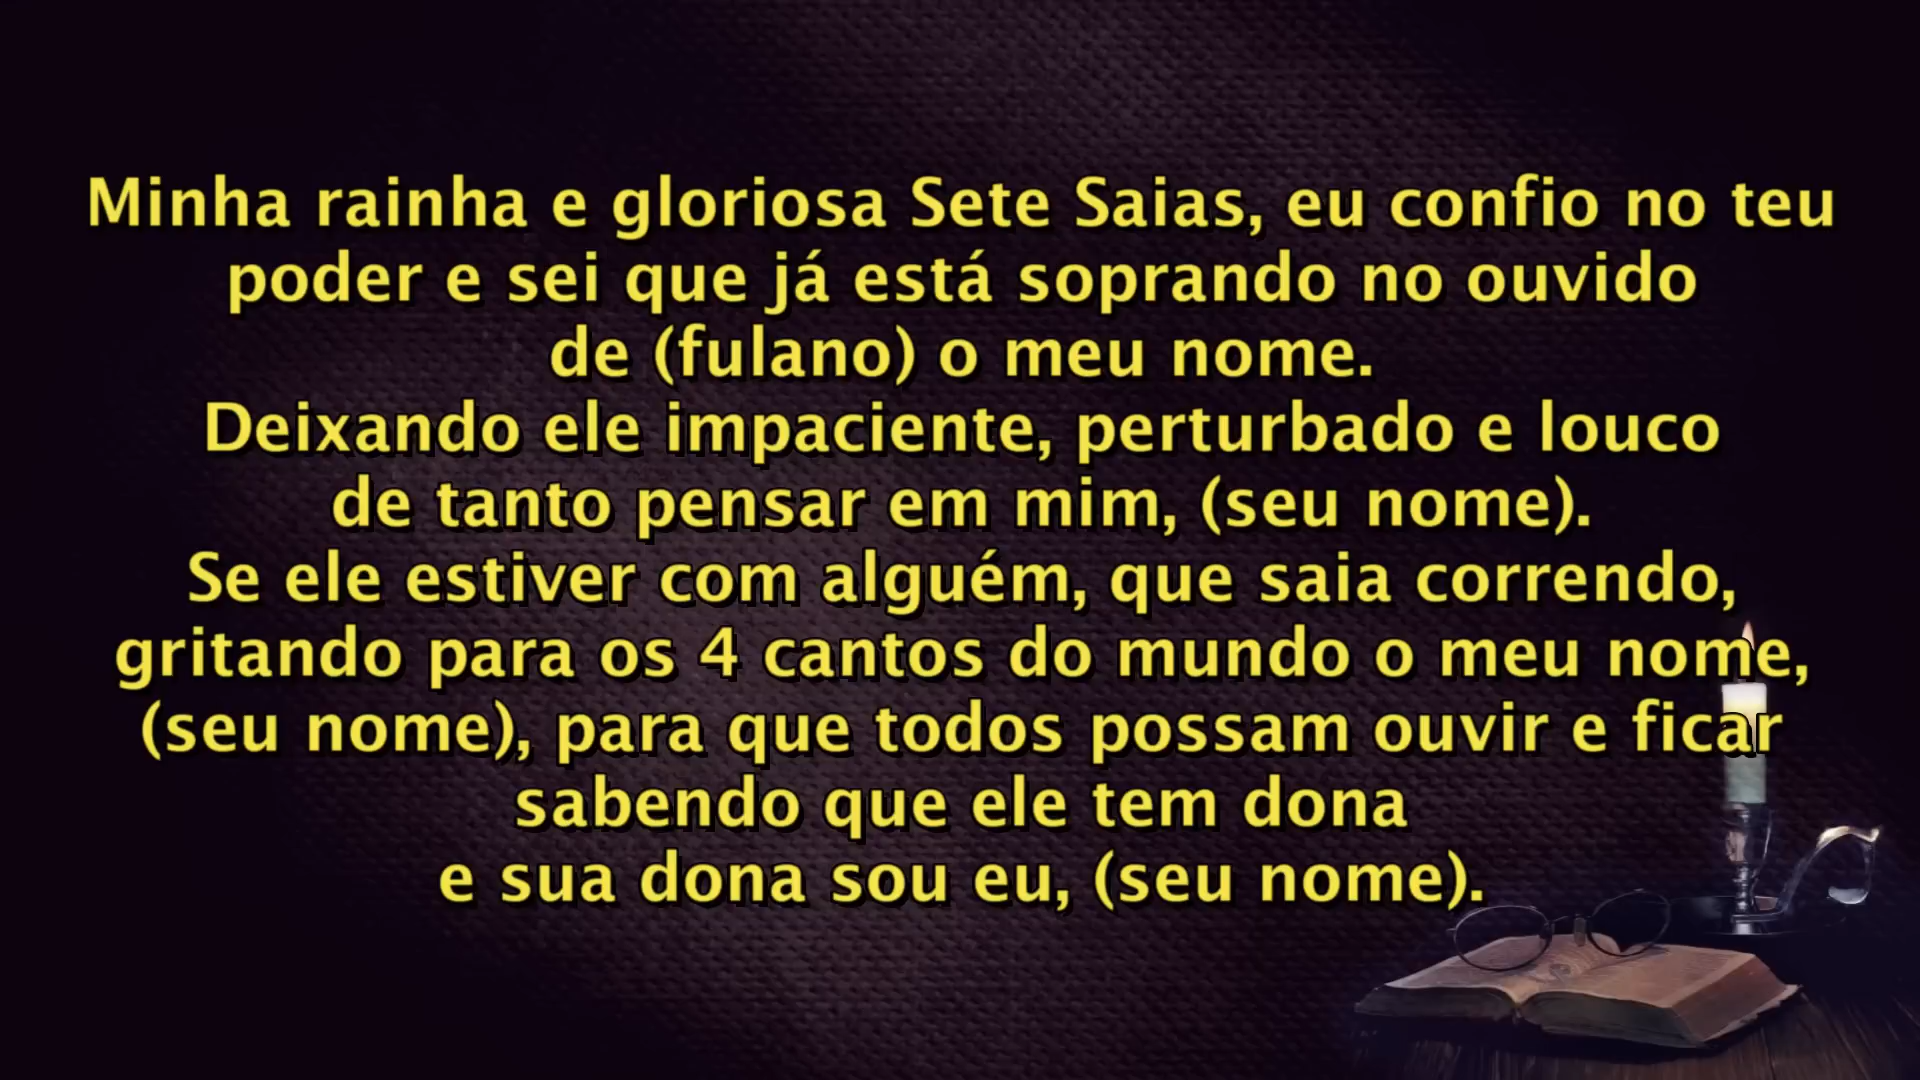 Minha rainha e gloriosa Sete Saias, eu confio no teu
poder e sei que já está soprando no ouvido
de (fulano) o meu nome.
Deixando ele impaciente, perturbado e louco
de tanto pensar em mim, (seu nome).
Se ele estiver com alguém, que saia correndo,
gritando para os 4 cantos do mundo o meu nome,
(seu nome), para que todos possam ouvir e ficar
sabendo que ele tem dona
e sua dona sou eu, (seu nome).